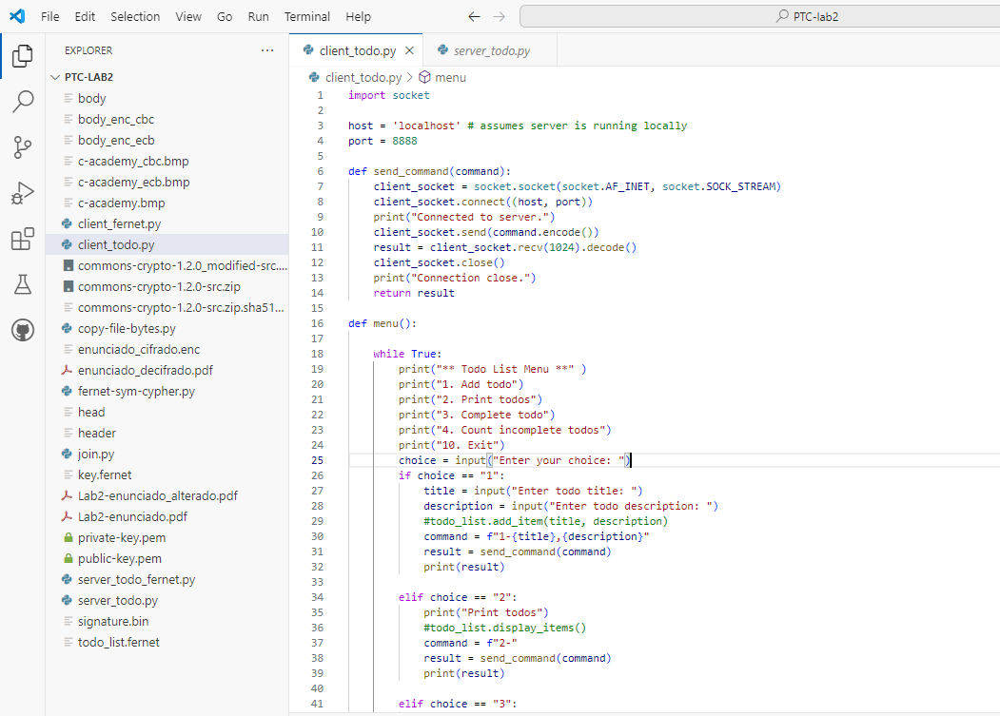 File Edit Selection View Go Run Terminal Help
PTC-lab2
EXPLORER
PTC-LAB2
body
body_enc_cbc
body_enc_ecb
c-academy_cbc.bmp
c-academy_ecb.bmp
c-academy.bmp
client_fernet.py
client_todo.py
commons-crypto-1.2.0_modified-src....
commons-crypto-1.2.0-src.zip
commons-crypto-1.2.0-src.zip.sha51...
copy-file-bytes.py
enunciado_cifrado.enc
enunciado_decifrado.pdf
fernet-sym-cypher.py
head
header
join.py
key.fernet
Lab2-enunciado_alterado.pdf
Lab2-enunciado.pdf
private-key.pem
public-key.pem
server_todo_fernet.py
server_todo.py
signature.bin
todo_list.fernet
client_todo.py server_todo.py
client_todo.py > menu
1 import socket
2
3 host = 'localhost' # assumes server is running locally
4 port = 8888
5
6 def send_command(command):
7 client_socket = socket.socket(socket.AF_INET, socket.SOCK_STREAM)
8 client_socket.connect((host, port))
9 print("Connected to server.")
10 client_socket.send(command.encode())
11 result = client_socket.recv(1024).decode()
12 client_socket.close()
13 print("Connection close.")
14 return result
15
16 def menu():
17
18 while True:
19 print("** Todo List Menu **" )
20 print("1. Add todo")
21 print("2. Print todos")
22 print("3. Complete todo")
23 print("4. Count incomplete todos")
24 print("10. Exit")
25 choice = input("Enter your choice: ")
26 if choice == "1":
27 title = input("Enter todo title: ")
28 description = input("Enter todo description: ")
29 #todo_list.add_item(title, description)
30 command = f"1-{title},{description}"
31 result = send_command(command)
32 print(result)
33
34 elif choice == "2":
35 print("Print todos")
36 #todo_list.display_items()
37 command = f"2-"
38 result = send_command(command)
39 print(result)
40
41 elif choice == "3":